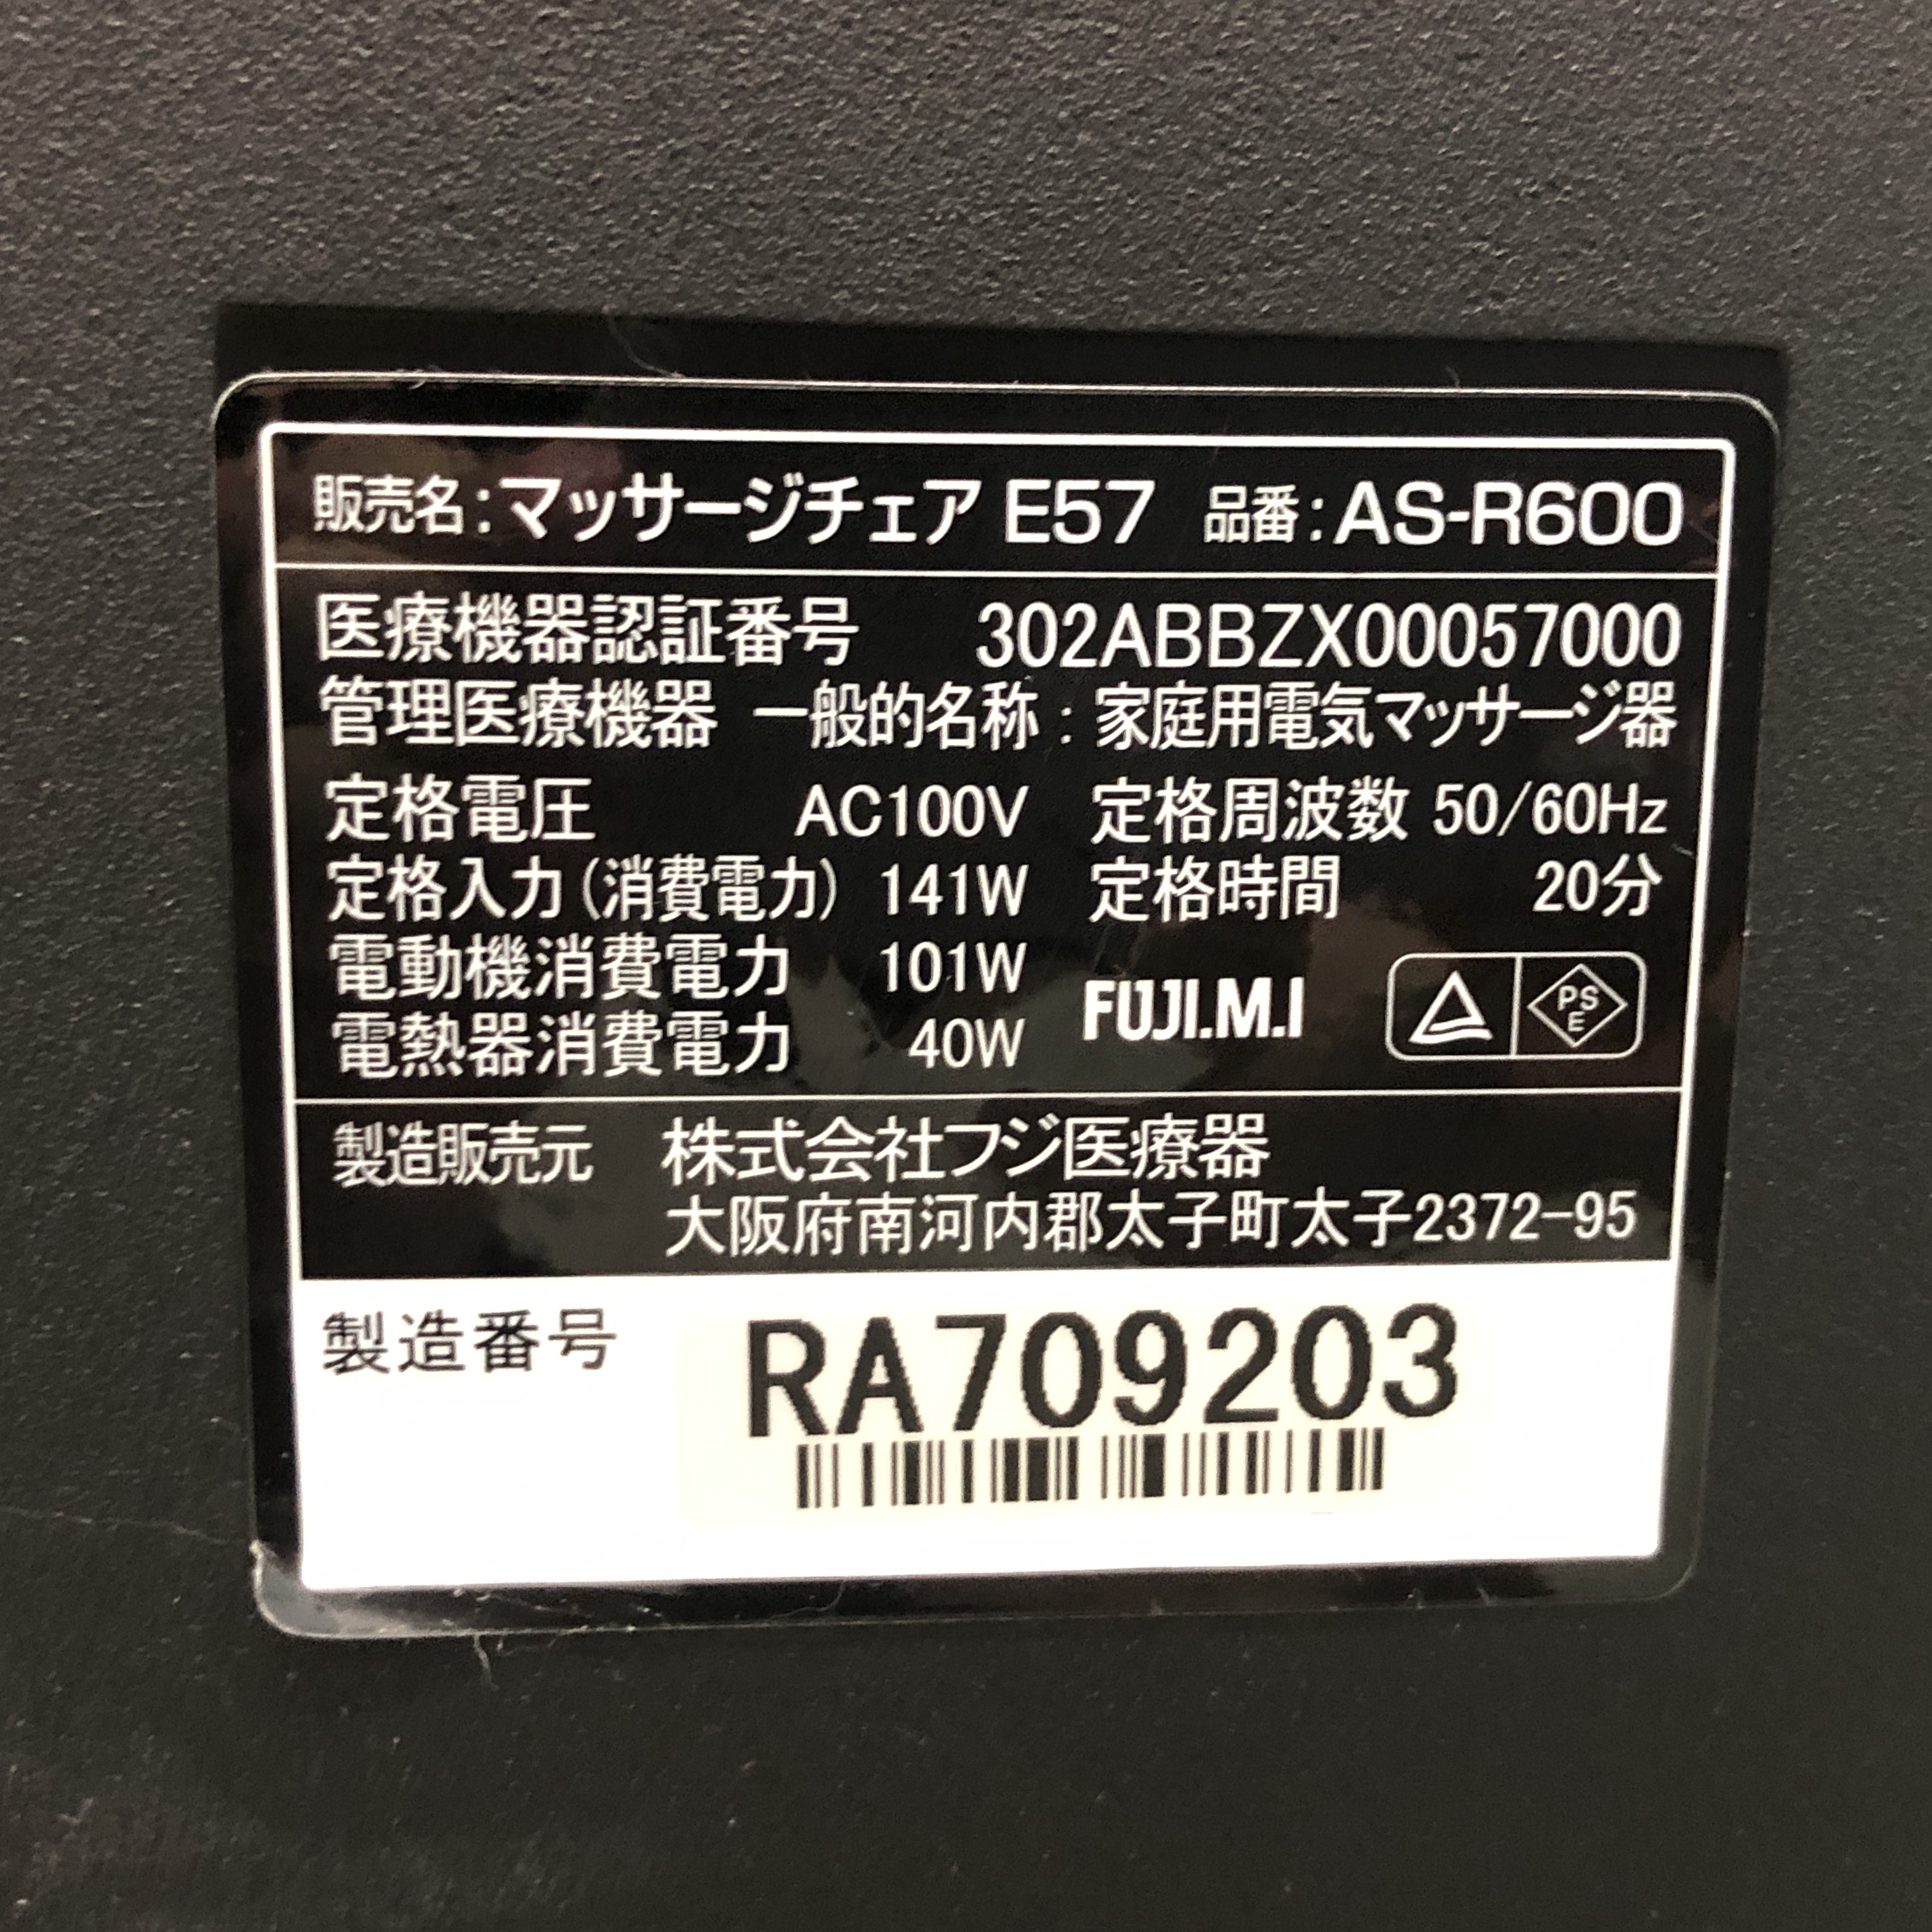 販売名:マッサージチェア E57 品番:AS-R600
医療機器認証番号 302ABBZX00057000
管理医療機器 一般的名称:家庭用電気マッサージ器
定格電圧 AC100V 定格周波数 50/60Hz
定格入力(消費電力) 141W 定格時間 20分
電動機消費電力 101W
電熱器消費電力 40W
FUJI.M.I
PS
E
製造販売元 株式会社フジ医療器
大阪府南河内郡太子町太子2372-95
製造番号 RA709203